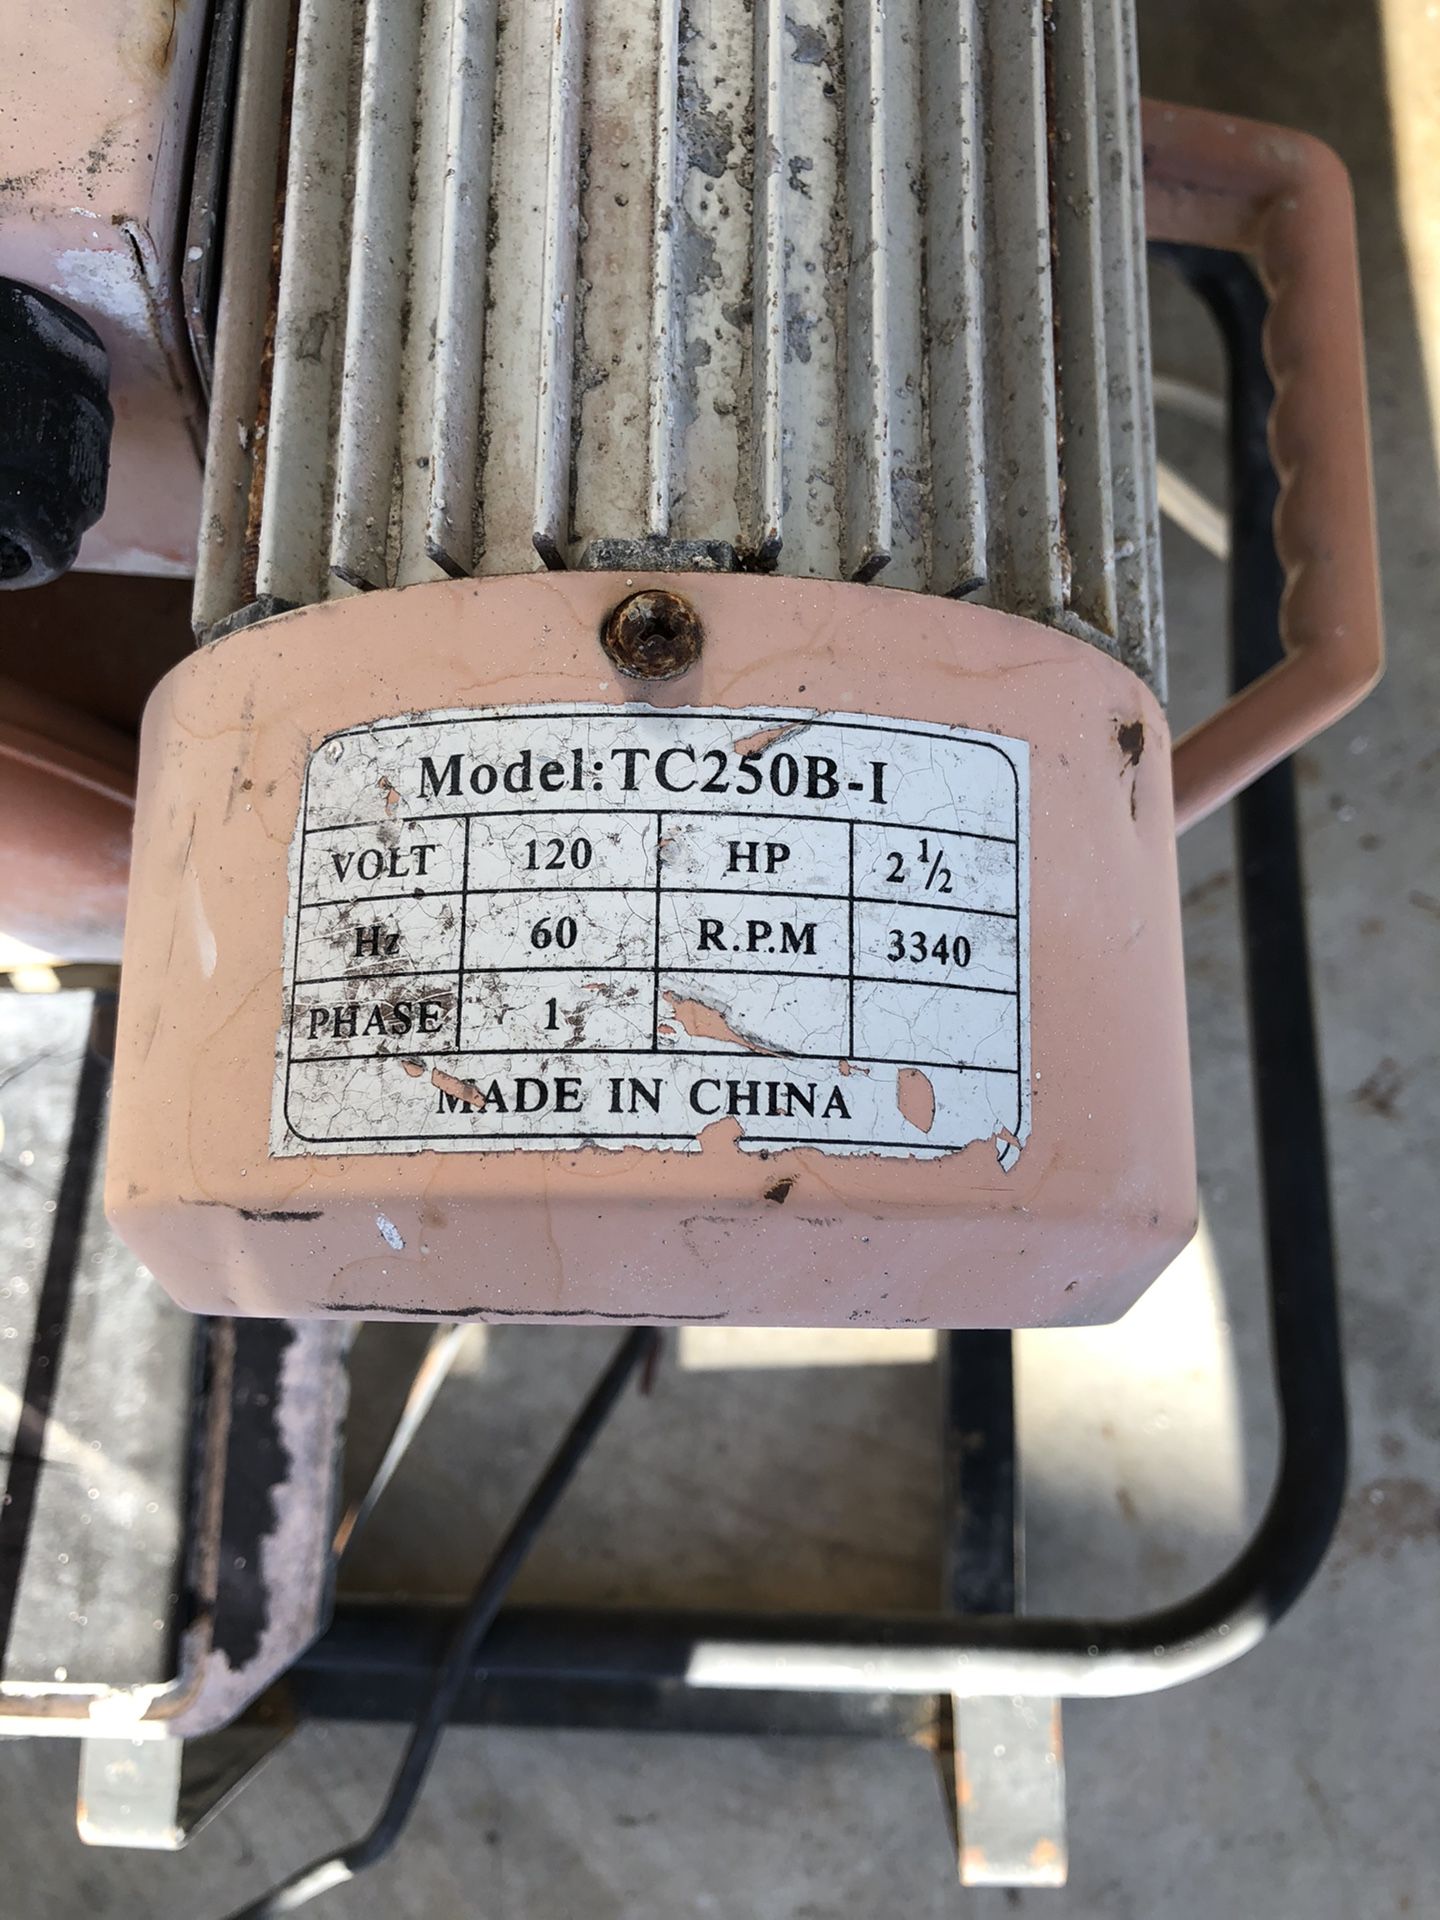 Model:TC250B-I
VOLT 120 HP 2 1/2
Hz 60 R.P.M 3340
PHASE 1
MADE IN CHINA